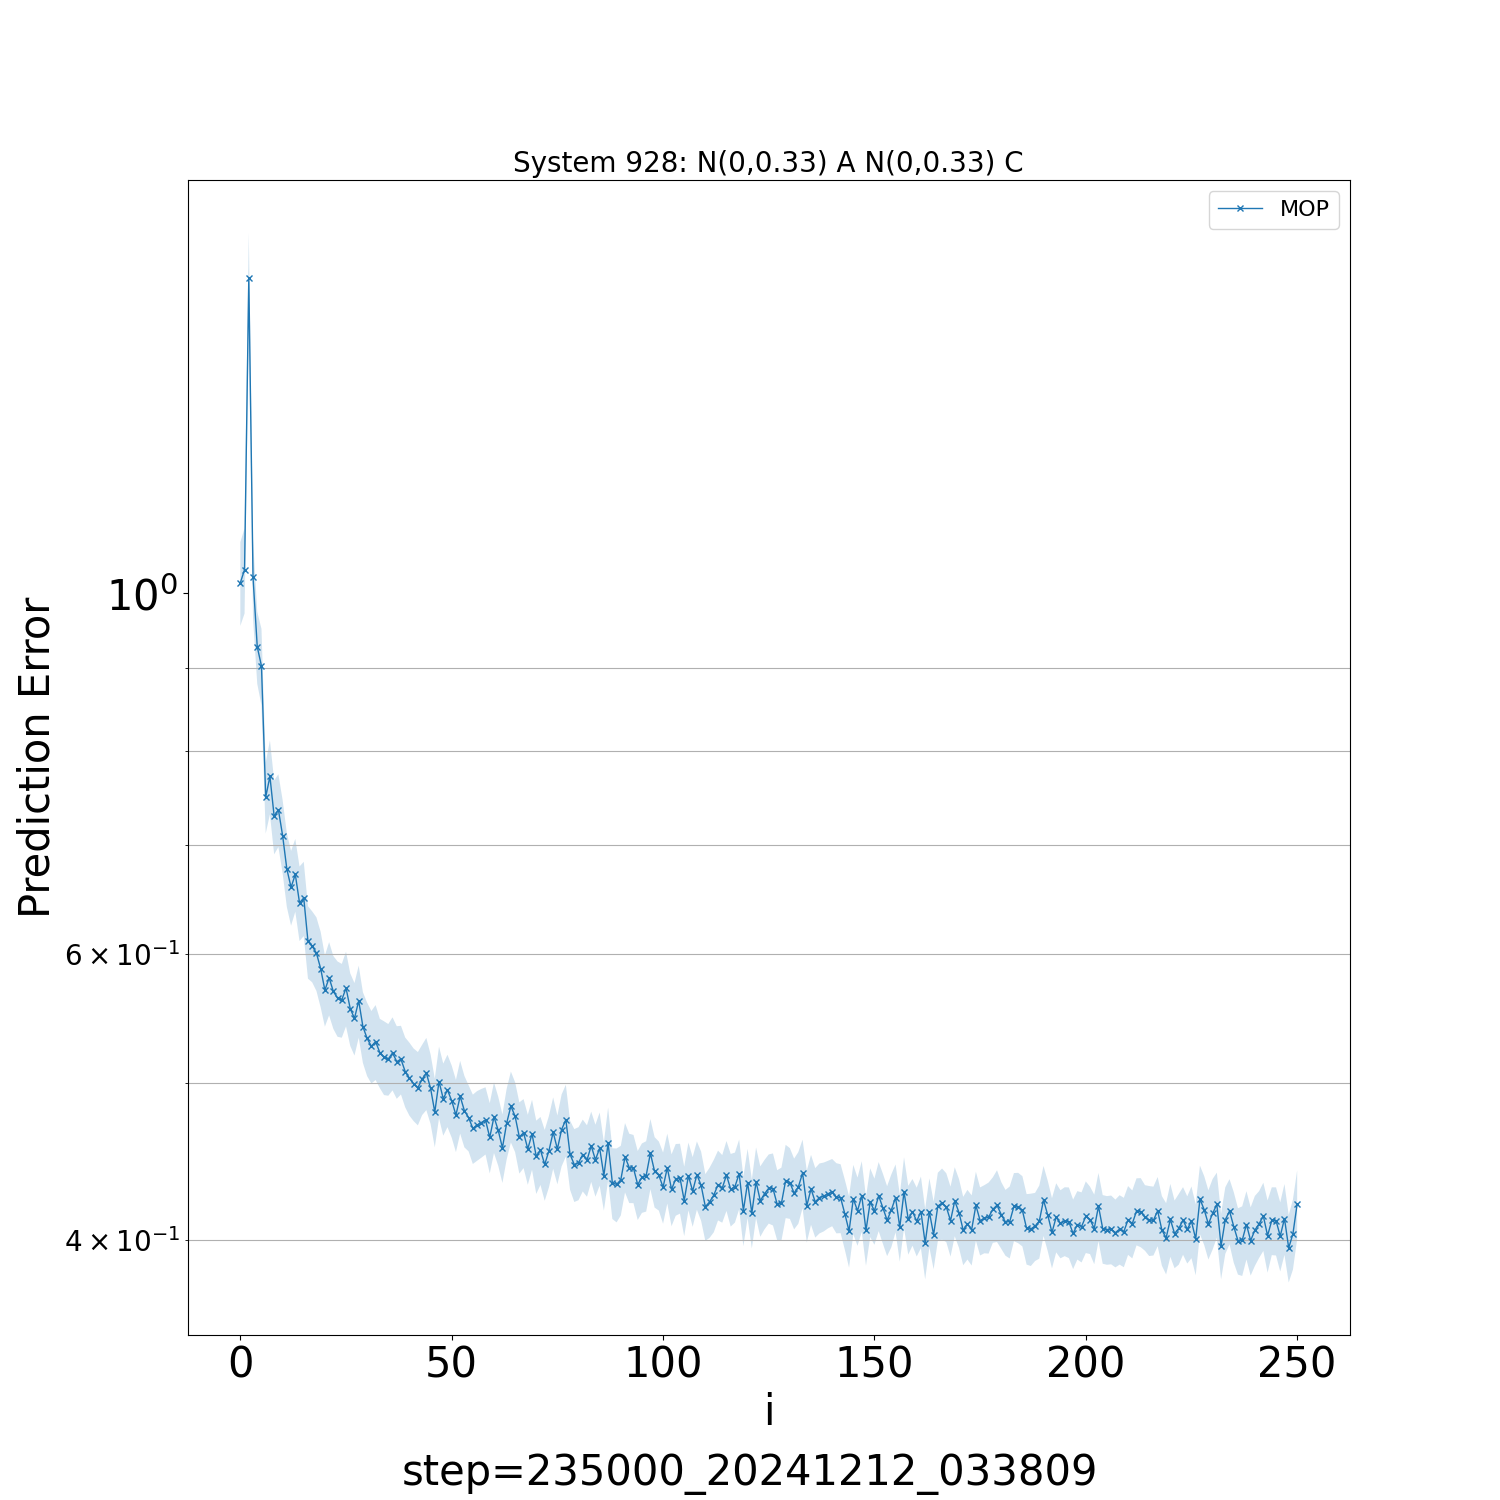 System 928: N(0,0.33) A N(0,0.33) C
MOP
Prediction Error
10⁰
6 × 10⁻¹
4 × 10⁻¹
0 50 100 150 200 250
i
step=235000_20241212_033809